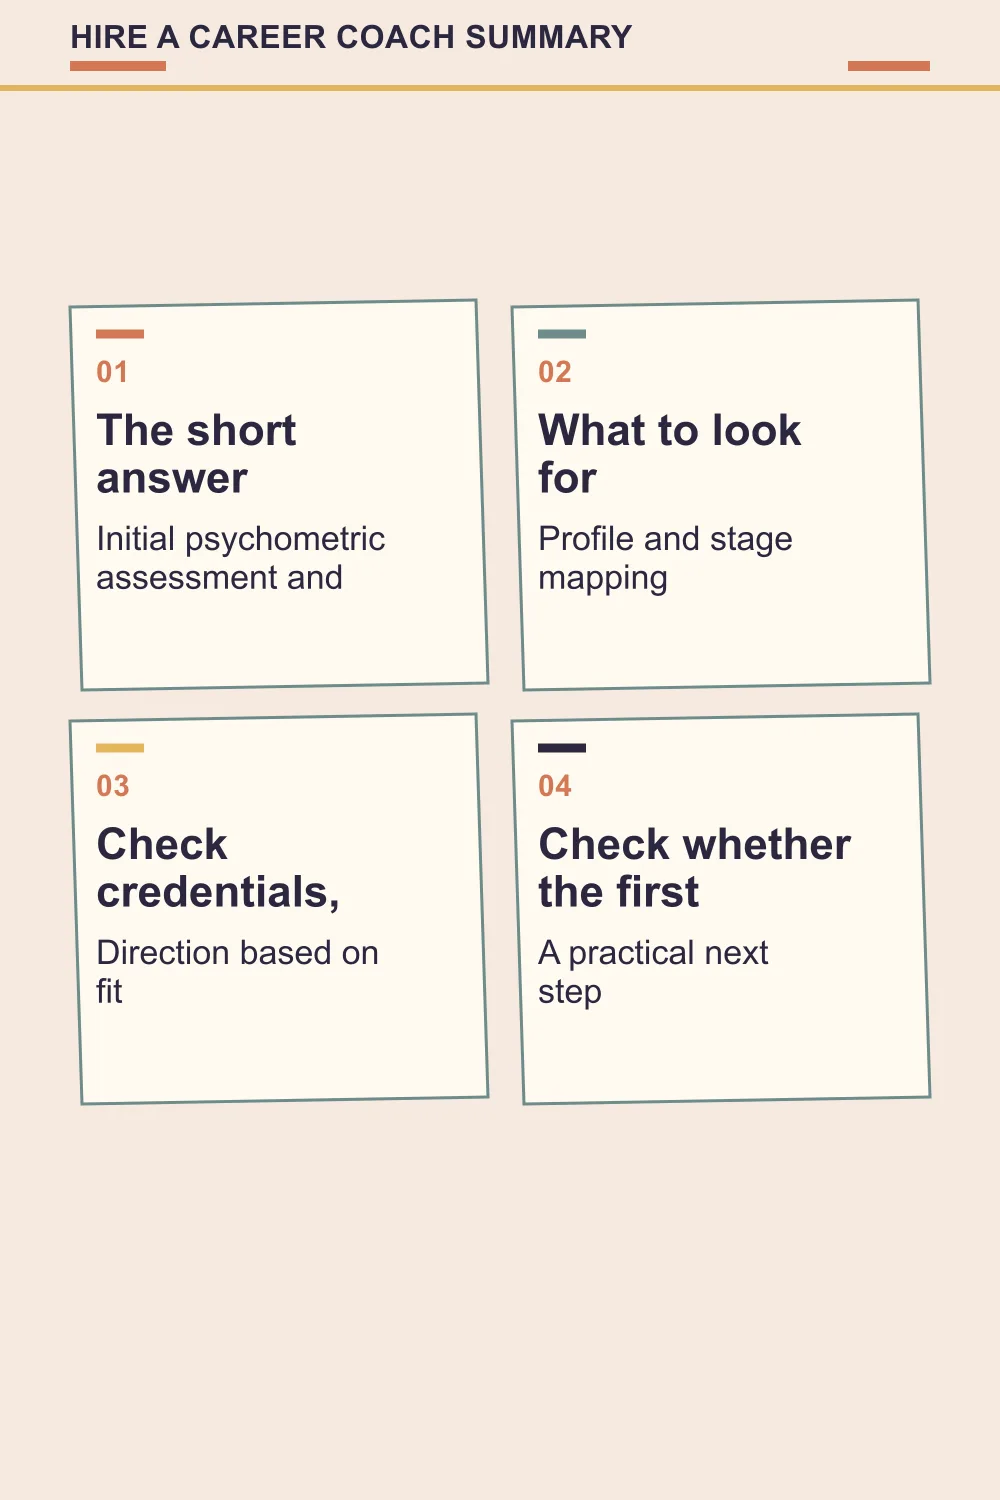 HIRE A CAREER COACH SUMMARY
01
The short
answer
Initial psychometric
assessment and
02
What to look
for
Profile and stage
mapping
03
Check
credentials,
Direction based on
fit
04
Check whether
the first
A practical next
step